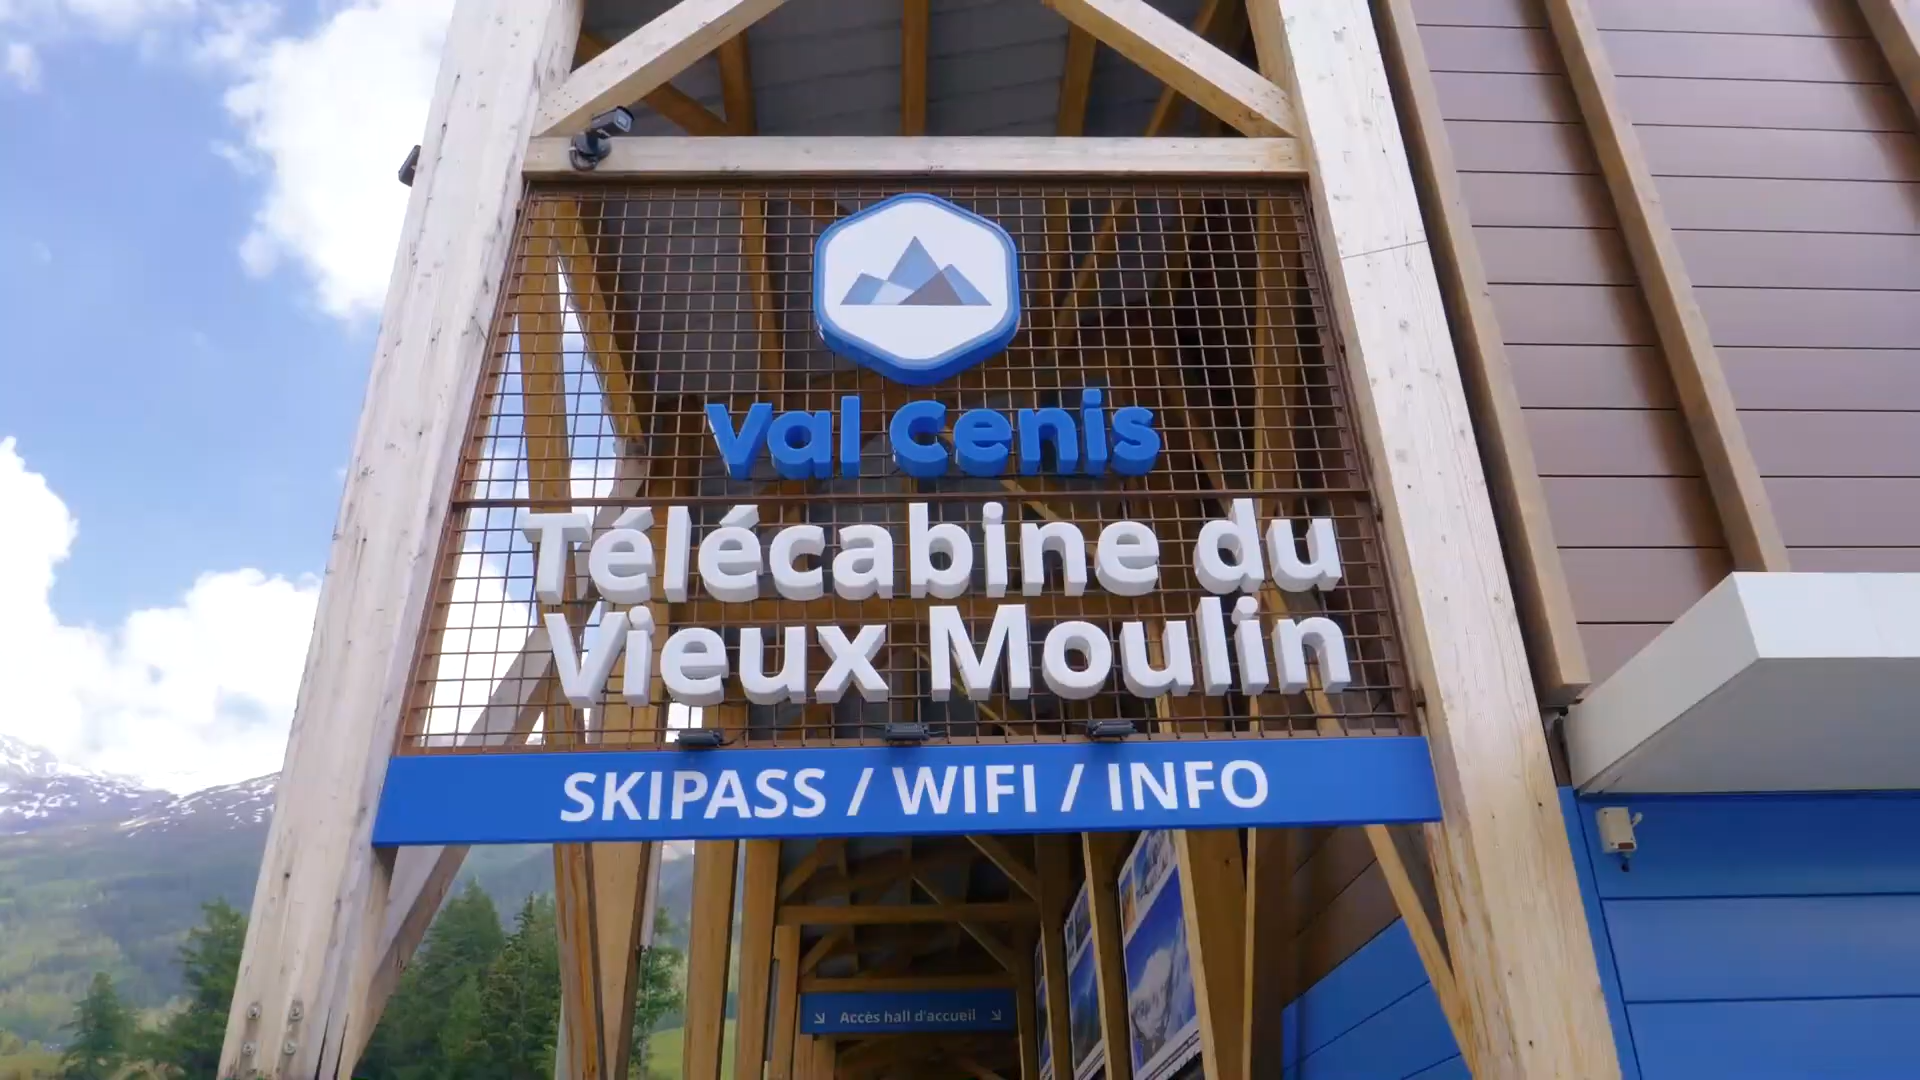 Val Cenis
Télécabine du
Vieux Moulin
SKIPASS / WIFI / INFO
Accès hall d'accueil